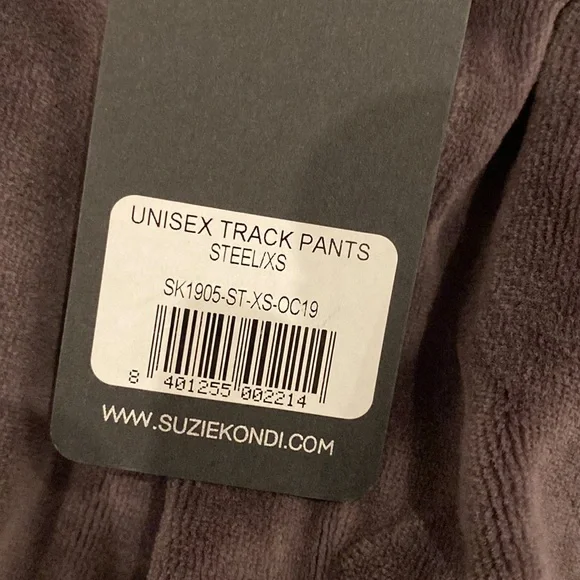 UNISEX TRACK PANTS
STEEL/XS
SK1905-ST-XS-OC19
8 401255 002214
WWW.SUZIEKONDI.COM